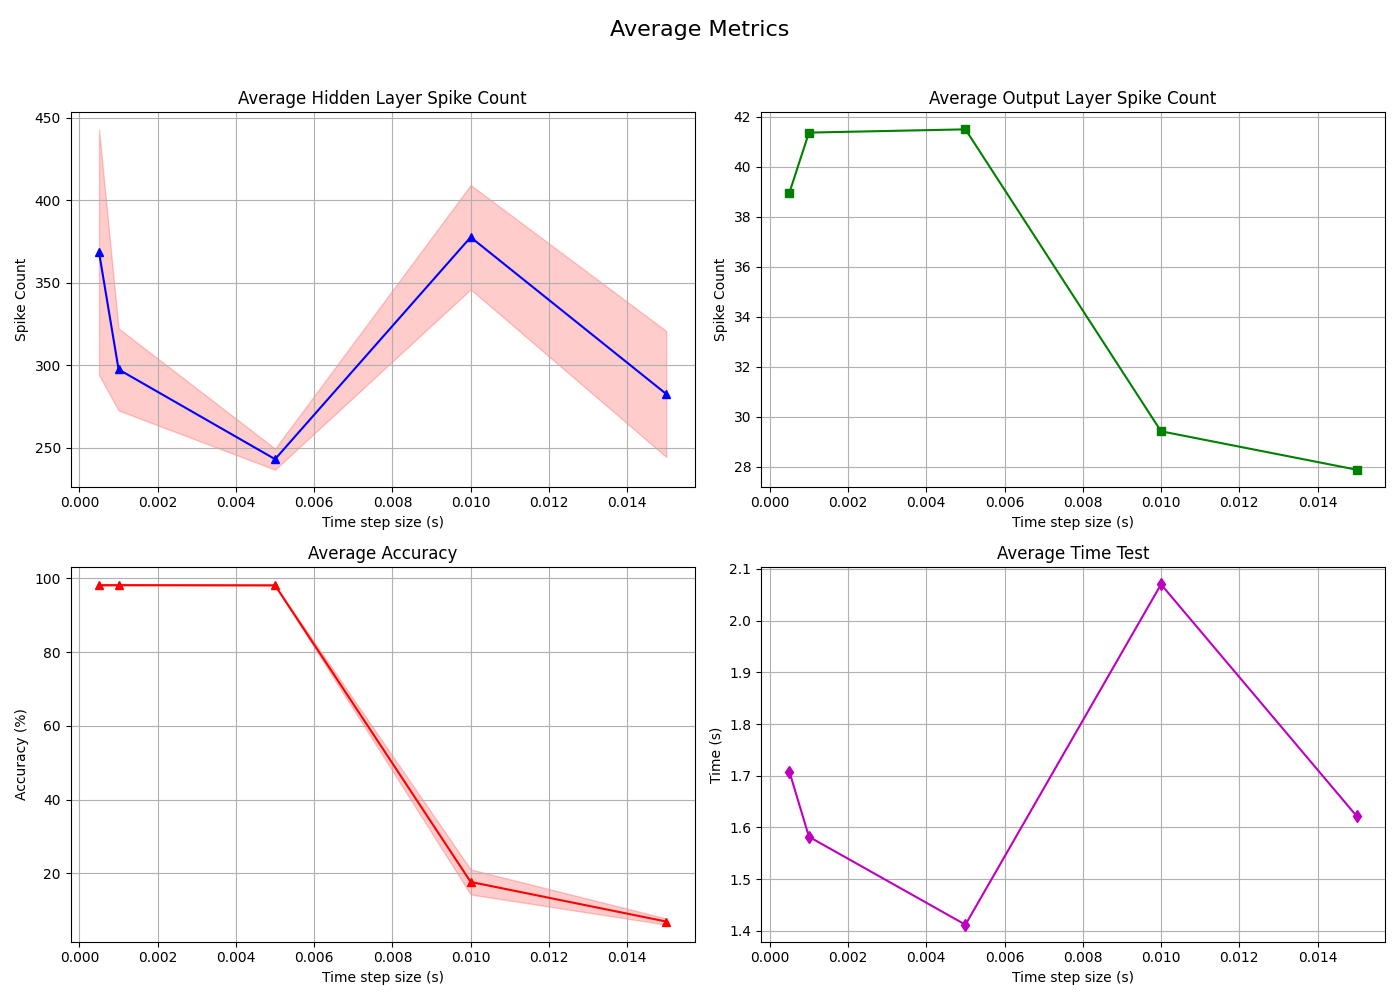 Average Metrics
Average Hidden Layer Spike Count
450
400
350
300
250
Spike Count
0.000 0.002 0.004 0.006 0.008 0.010 0.012 0.014
Time step size (s)
Average Output Layer Spike Count
42
40
38
36
34
32
30
28
Spike Count
0.000 0.002 0.004 0.006 0.008 0.010 0.012 0.014
Time step size (s)
Average Accuracy
100
80
60
40
20
Accuracy (%)
0.000 0.002 0.004 0.006 0.008 0.010 0.012 0.014
Time step size (s)
Average Time Test
2.1
2.0
1.9
1.8
1.7
1.6
1.5
1.4
Time (s)
0.000 0.002 0.004 0.006 0.008 0.010 0.012 0.014
Time step size (s)